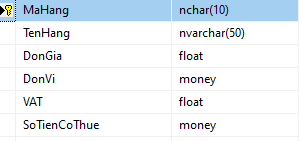 MaHang nchar(10)
TenHang nvarchar(50)
DonGia float
DonVi money
VAT float
SoTienCoThue money